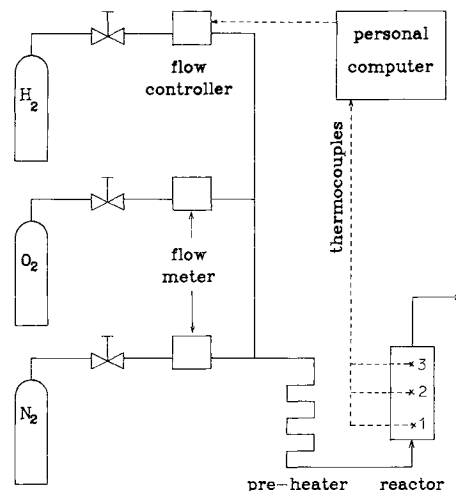 H2
flow
controller
personal
computer
thermocouples
O2
flow
meter
N2
3
2
1
pre-heater
reactor